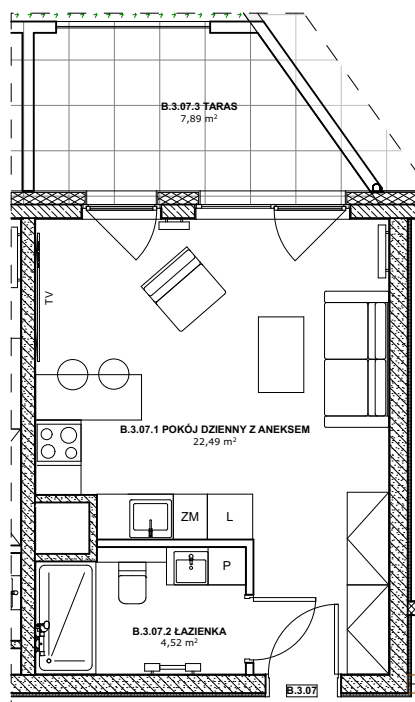 B.3.07.3 TARAS
7,89 m²
TV
B.3.07.1 POKÓJ DZIENNY Z ANEKSEM
22,49 m²
ZM
L
P
B.3.07.2 ŁAZIENKA
4,52 m²
B.3.07